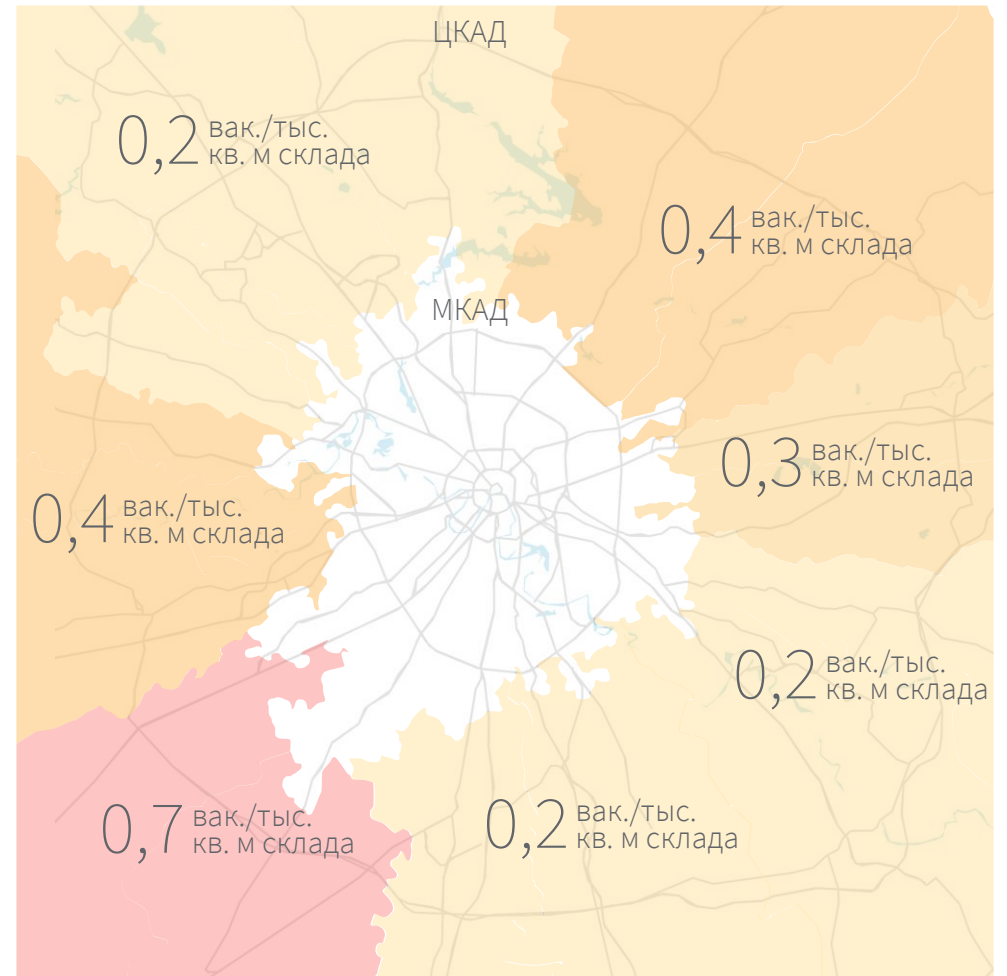 ЦКАД
0,2 вак./тыс.
кв. м склада
0,4 вак./тыс.
кв. м склада
МКАД
0,3 вак./тыс.
кв. м склада
0,4 вак./тыс.
кв. м склада
0,2 вак./тыс.
кв. м склада
0,7 вак./тыс.
кв. м склада
0,2 вак./тыс.
кв. м склада